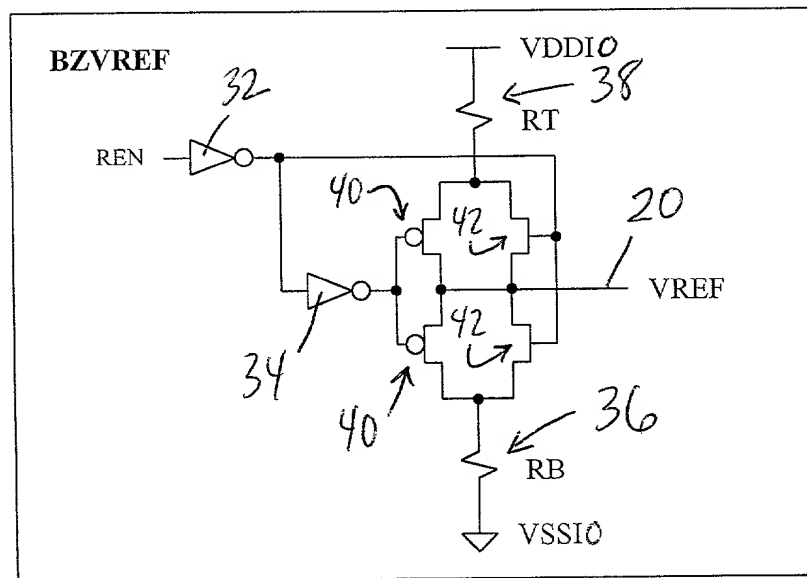 BZVREF
VDDIO
32
38
RT
REN
40
42
20
VREF
42
34
40
36
RB
VSSIO